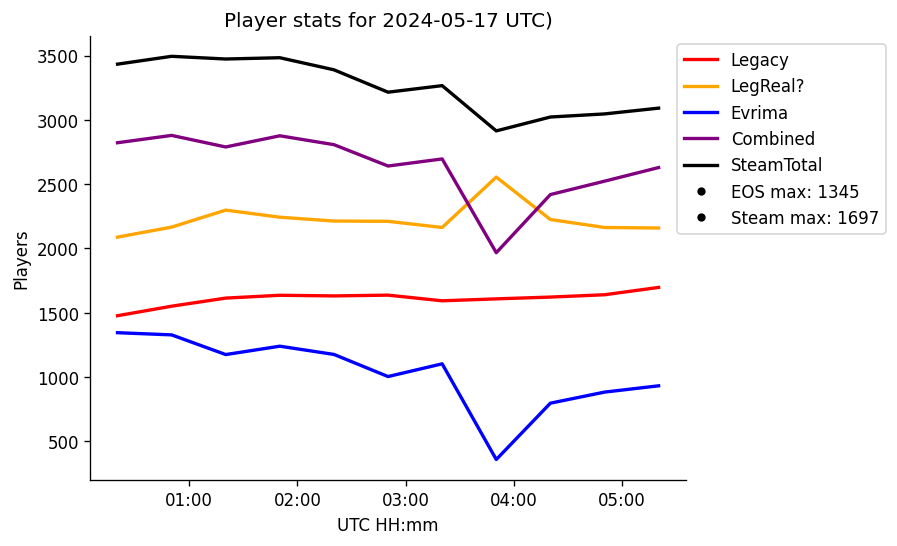 Player stats for 2024-05-17 UTC)
3500
3000
2500
2000
1500
1000
500
Players
01:00
02:00
03:00
04:00
05:00
UTC HH:mm
Legacy
LegReal?
Evrima
Combined
SteamTotal
EOS max: 1345
Steam max: 1697